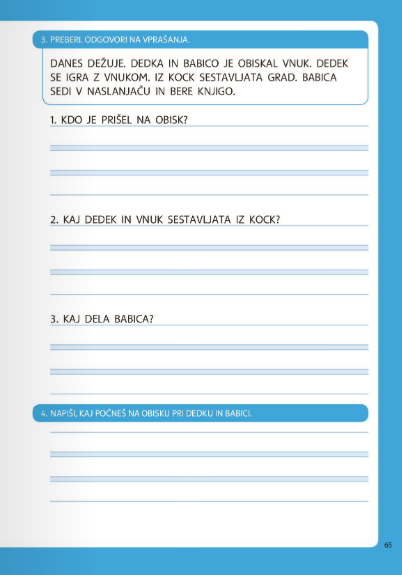 3. PREBERI. ODGOVORI NA VPRAŠANJA.
DANES DEŽUJE. DEDKA IN BABICO JE OBISKAL VNUK. DEDEK
SE IGRA Z VNUKOM. IZ KOCK SESTAVLJATA GRAD. BABICA
SEDI V NASLANJAČU IN BERE KNJIGO.
1. KDO JE PRIŠEL NA OBISK?
2. KAJ DEDEK IN VNUK SESTAVLJATA IZ KOCK?
3. KAJ DELA BABICA?
4. NAPIŠI, KAJ POČNEŠ NA OBISKU PRI DEDKU IN BABICI.
65